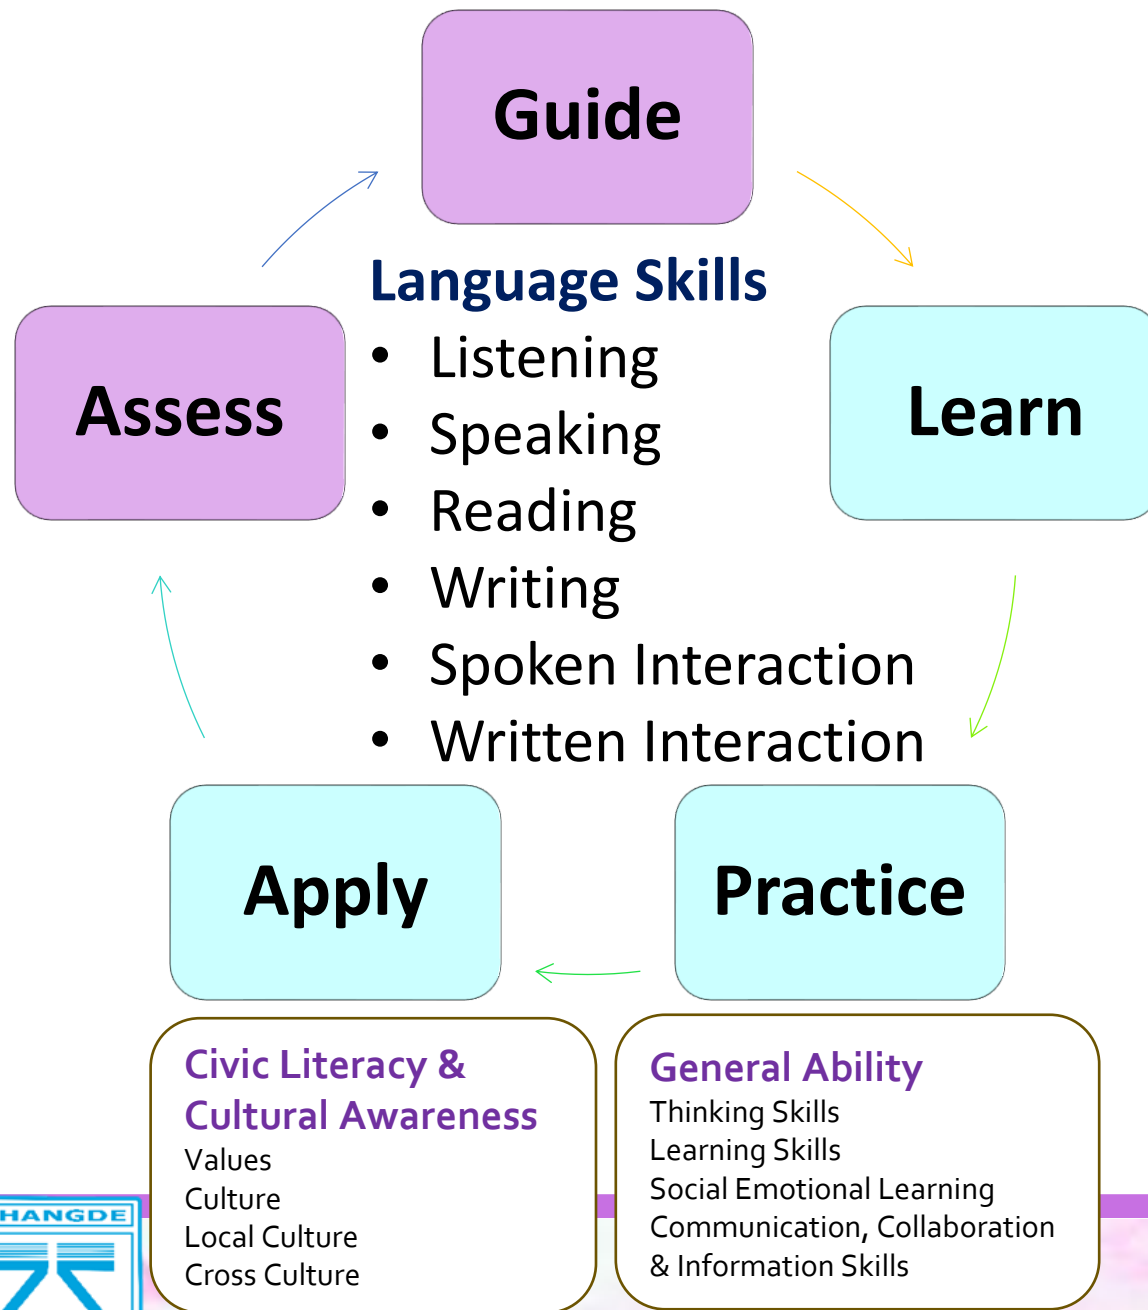 Guide
Language Skills
• Listening
• Speaking
• Reading
• Writing
• Spoken Interaction
• Written Interaction
Assess
Learn
Apply
Practice
Civic Literacy &
Cultural Awareness
Values
Culture
Local Culture
Cross Culture
General Ability
Thinking Skills
Learning Skills
Social Emotional Learning
Communication, Collaboration
& Information Skills
HANGDE